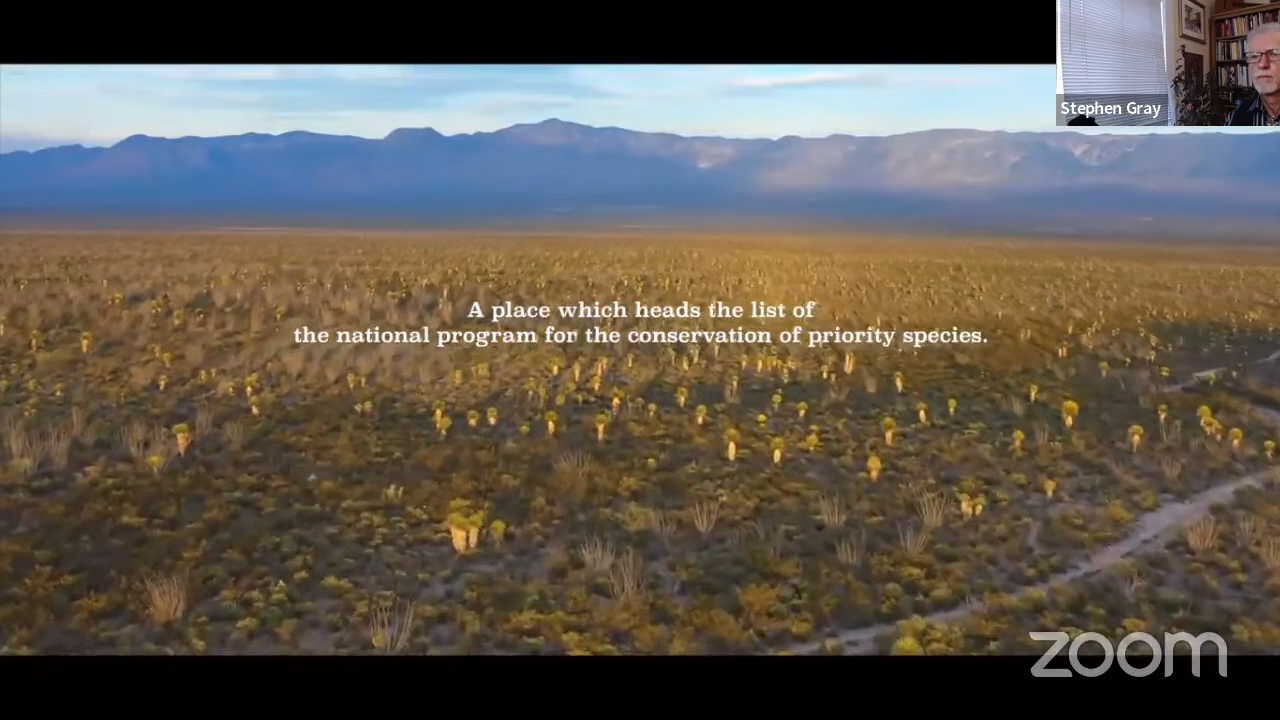 Stephen Gray
A place which heads the list of
the national program for the conservation of priority species.
zoom